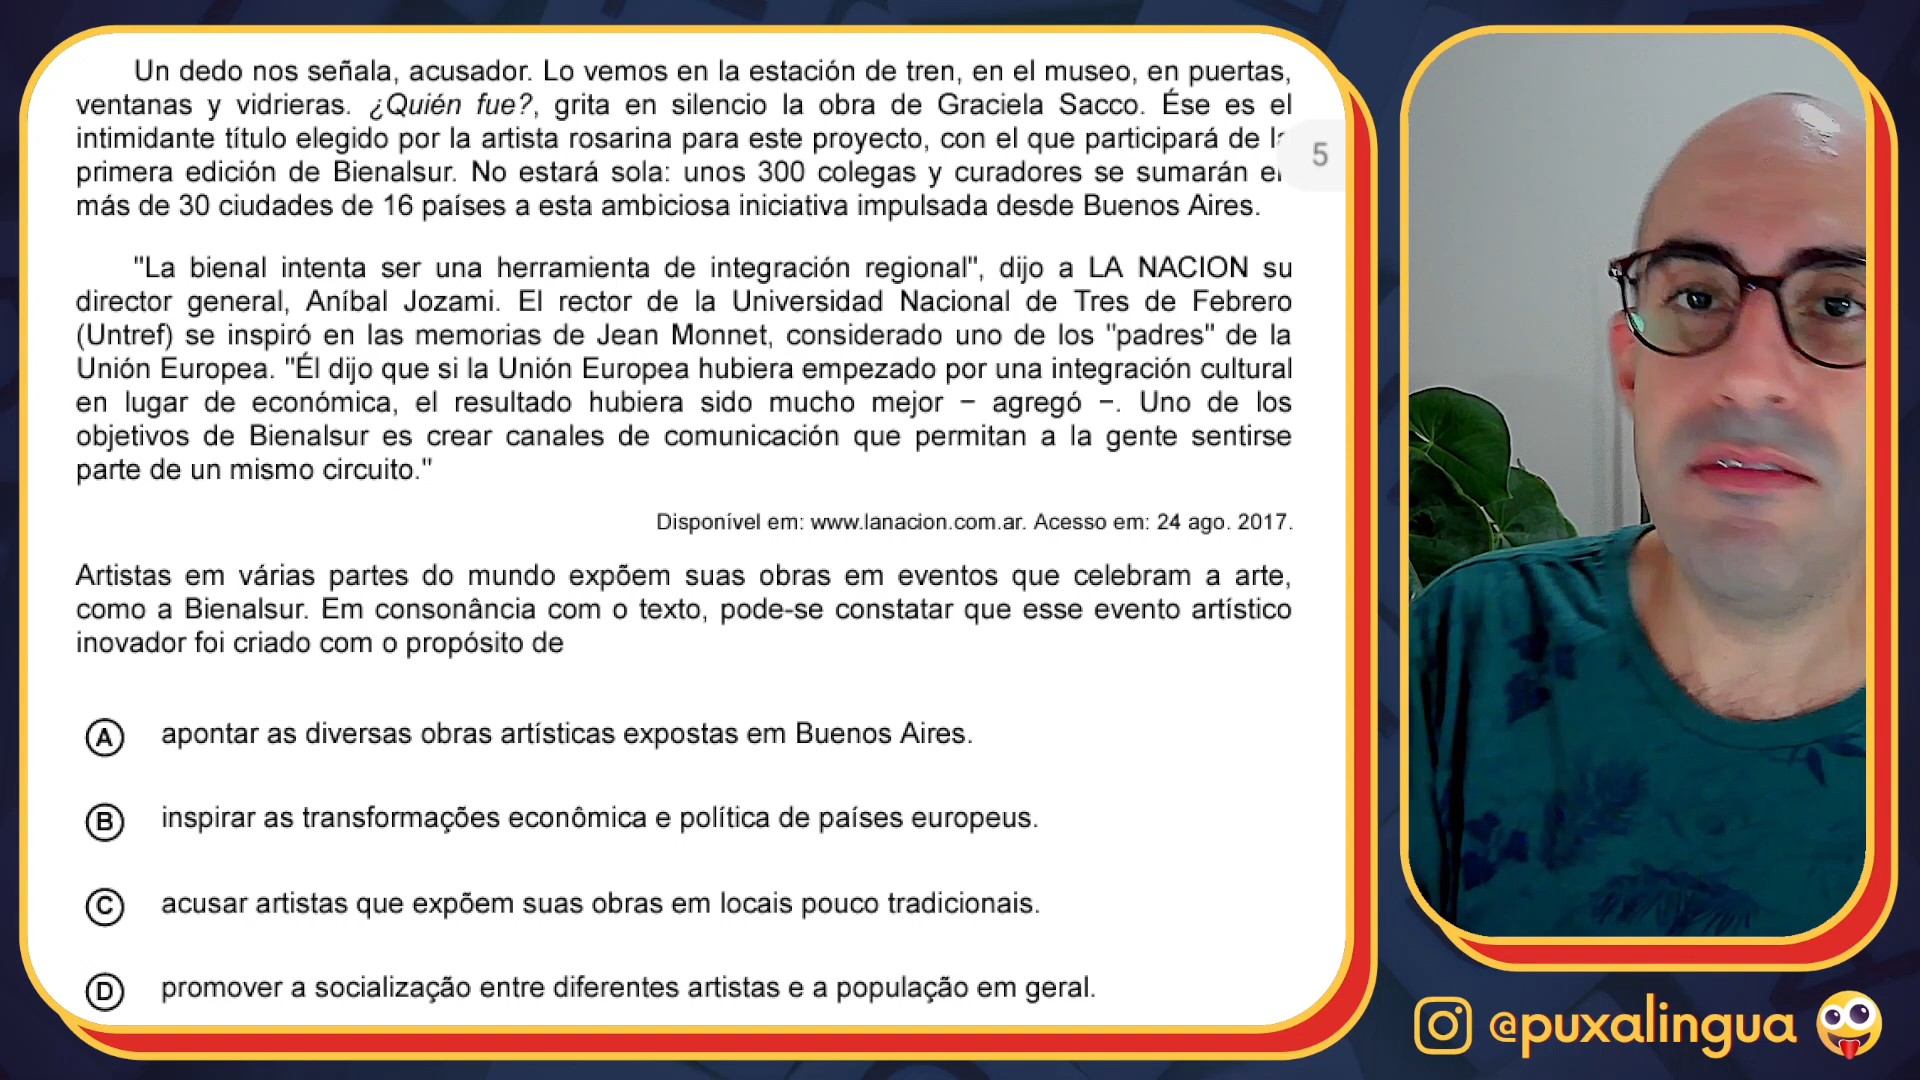 Un dedo nos señala, acusador. Lo vemos en la estación de tren, en el museo, en puertas,
ventanas y vidrieras. ¿Quién fue?, grita en silencio la obra de Graciela Sacco. Ése es el
intimidante título elegido por la artista rosarina para este proyecto, con el que participará de la
primera edición de Bienalsur. No estará sola: unos 300 colegas y curadores se sumarán en
más de 30 ciudades de 16 países a esta ambiciosa iniciativa impulsada desde Buenos Aires.
5
"La bienal intenta ser una herramienta de integración regional", dijo a LA NACION su
director general, Aníbal Jozami. El rector de la Universidad Nacional de Tres de Febrero
(Untref) se inspiró en las memorias de Jean Monnet, considerado uno de los "padres" de la
Unión Europea. "Él dijo que si la Unión Europea hubiera empezado por una integración cultural
en lugar de económica, el resultado hubiera sido mucho mejor − agregó −. Uno de los
objetivos de Bienalsur es crear canales de comunicación que permitan a la gente sentirse
parte de un mismo circuito."
Disponível em: www.lanacion.com.ar. Acesso em: 24 ago. 2017.
Artistas em várias partes do mundo expõem suas obras em eventos que celebram a arte,
como a Bienalsur. Em consonância com o texto, pode-se constatar que esse evento artístico
inovador foi criado com o propósito de
A apontar as diversas obras artísticas expostas em Buenos Aires.
B inspirar as transformações econômica e política de países europeus.
C acusar artistas que expõem suas obras em locais pouco tradicionais.
D promover a socialização entre diferentes artistas e a população em geral.
@puxalingua